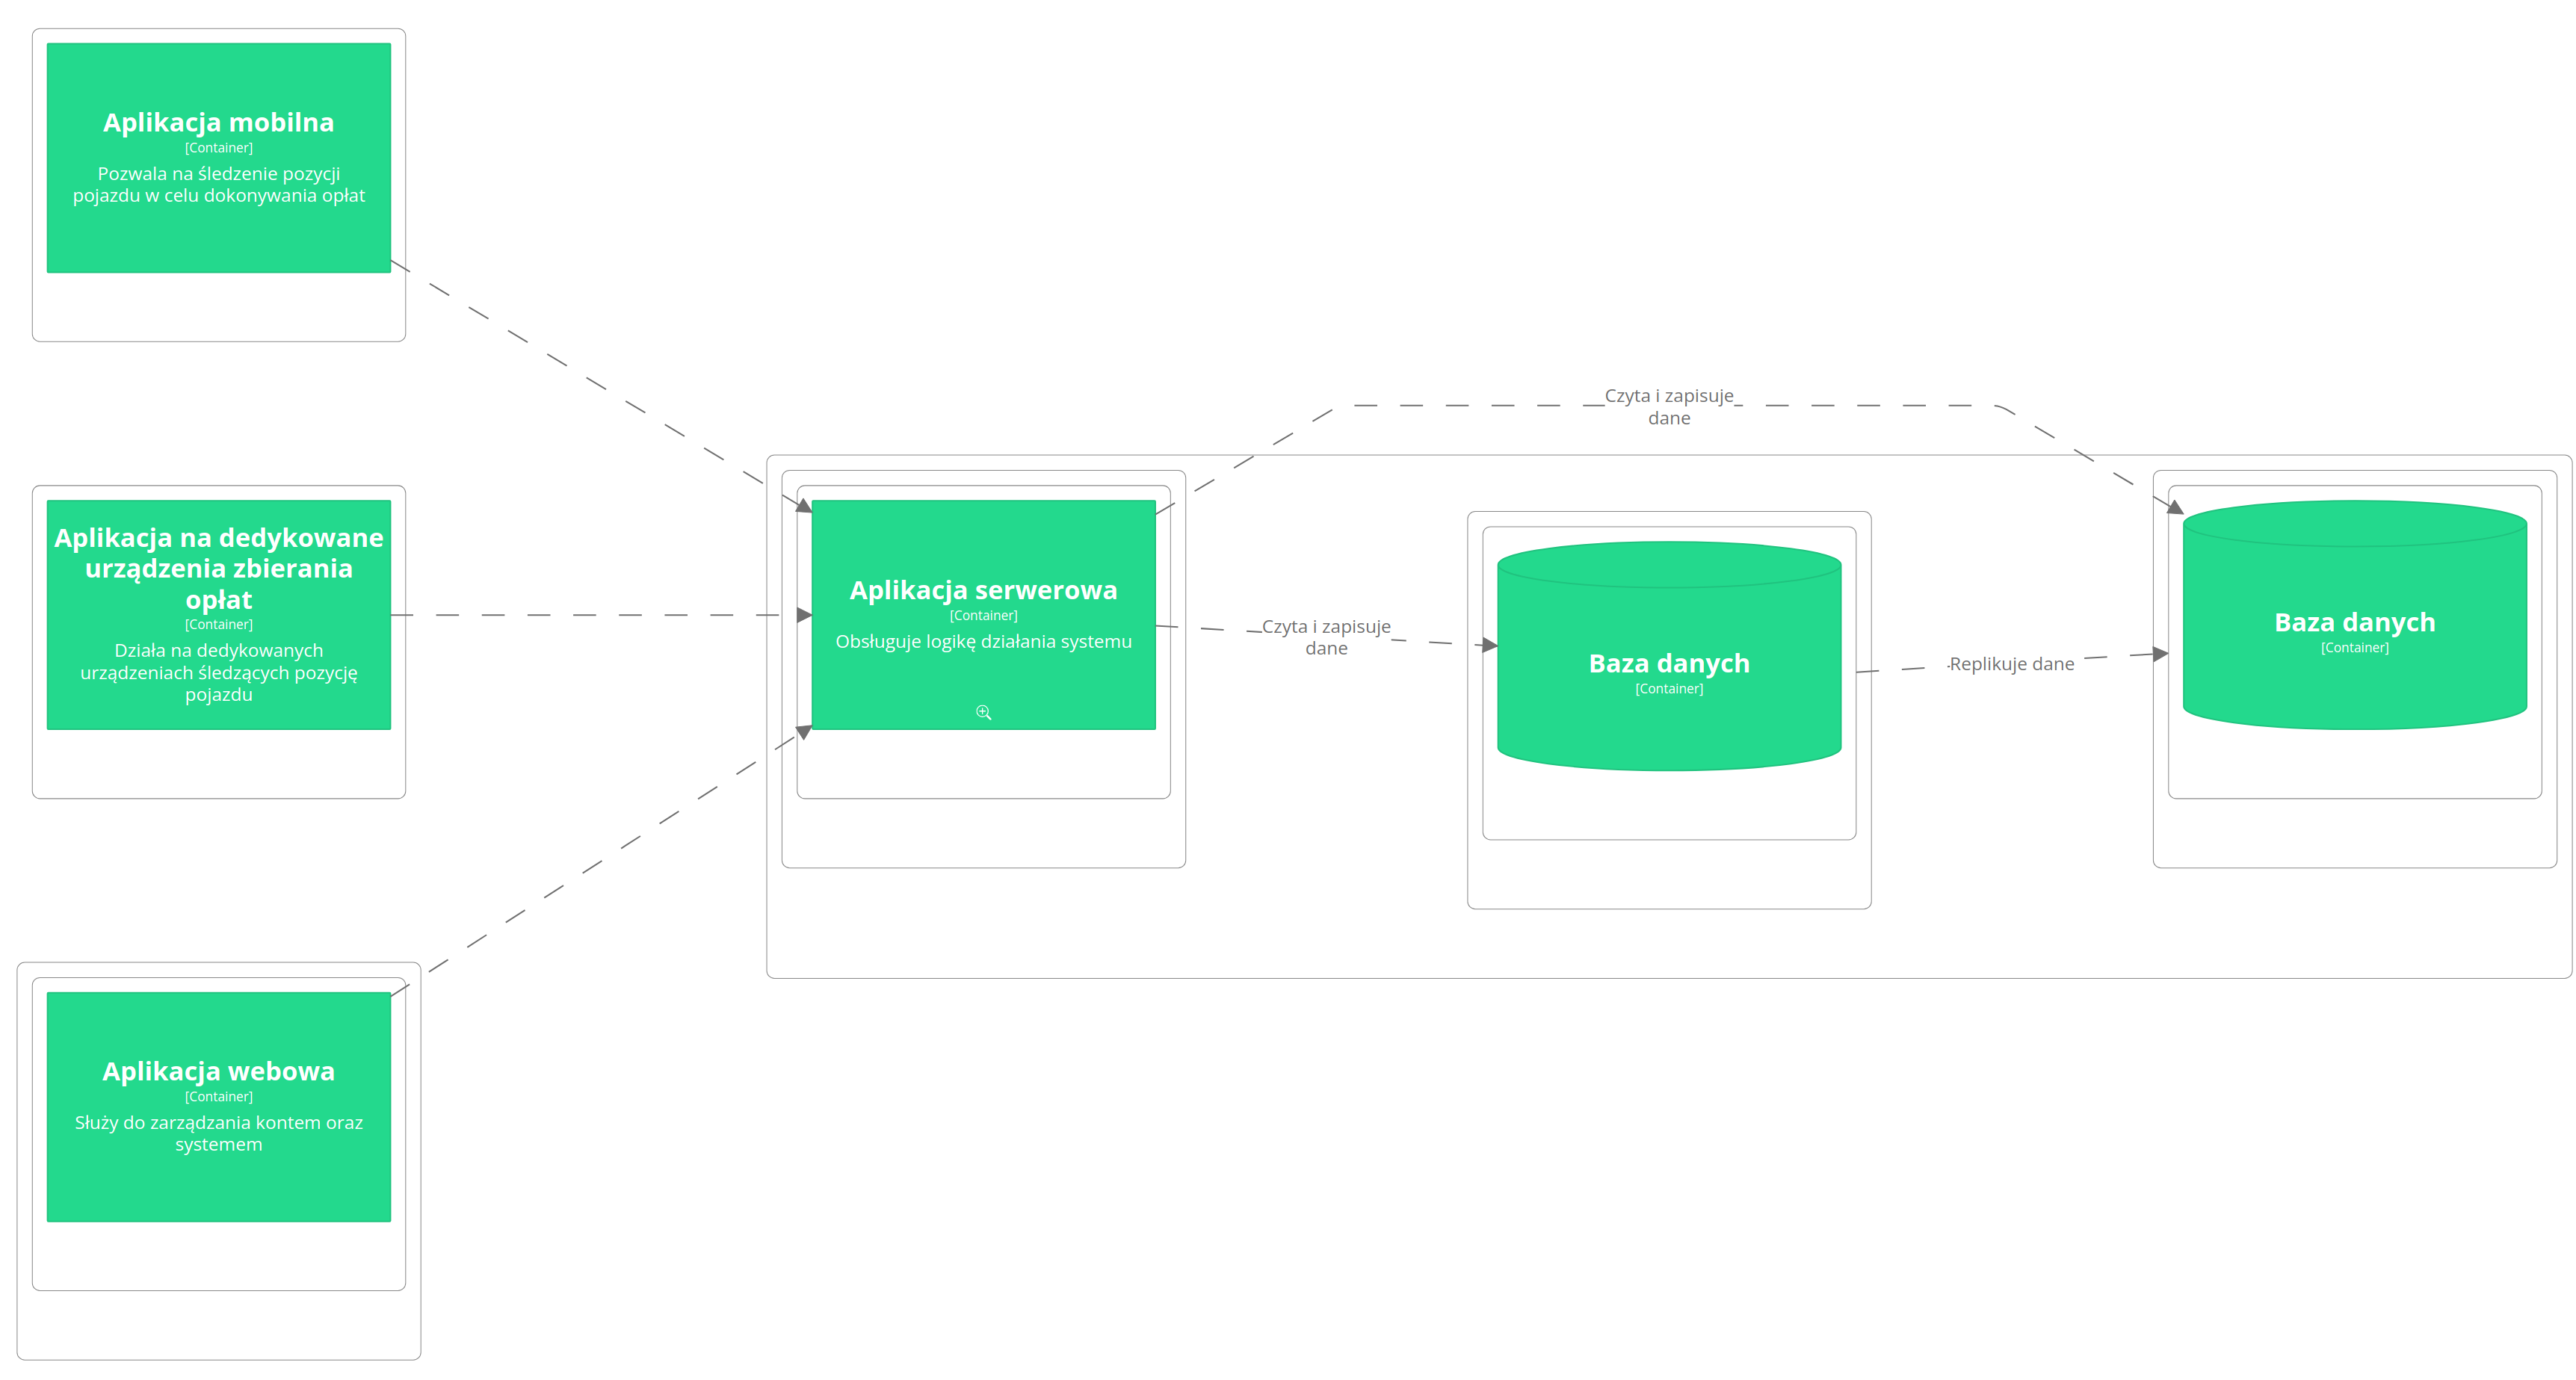 Aplikacja mobilna
[Container]
Pozwala na śledzenie pozycji
pojazdu w celu dokonywania opłat
Aplikacja na dedykowane
urządzenia zbierania
opłat
[Container]
Działa na dedykowanych
urządzeniach śledzących pozycję
pojazdu
Aplikacja webowa
[Container]
Służy do zarządzania kontem oraz
systemem
Aplikacja serwerowa
[Container]
Obsługuje logikę działania systemu
Czyta i zapisuje
dane
Czyta i zapisuje
dane
Baza danych
[Container]
Replikuje dane
Baza danych
[Container]